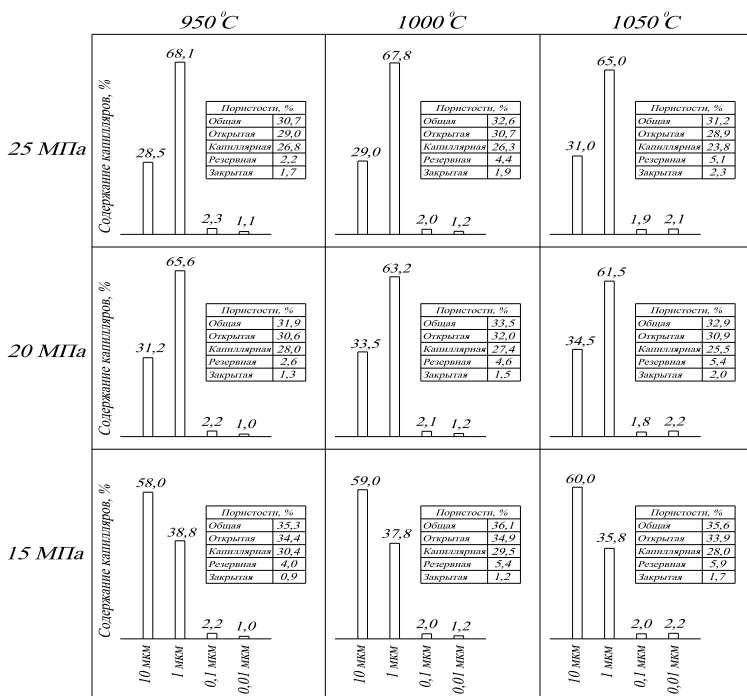 950 ⁰C
1000 ⁰C
1050 ⁰C
25 МПа
Содержание капилляров, %
28,5
68,1
2,3
1,1
Пористости, %
Общая 30,7
Открытая 29,0
Капиллярная 26,8
Резервная 2,2
Закрытая 1,7
29,0
67,8
2,0
1,2
Пористости, %
Общая 32,6
Открытая 30,7
Капиллярная 26,3
Резервная 4,4
Закрытая 1,9
31,0
65,0
1,9
2,1
Пористости, %
Общая 31,2
Открытая 28,9
Капиллярная 23,8
Резервная 5,1
Закрытая 2,3
20 МПа
Содержание капилляров, %
31,2
65,6
2,2
1,0
Пористости, %
Общая 31,9
Открытая 30,6
Капиллярная 28,0
Резервная 2,6
Закрытая 1,3
33,5
63,2
2,1
1,2
Пористости, %
Общая 33,5
Открытая 32,0
Капиллярная 27,4
Резервная 4,6
Закрытая 1,5
34,5
61,5
1,8
2,2
Пористости, %
Общая 32,9
Открытая 30,9
Капиллярная 25,5
Резервная 5,4
Закрытая 2,0
15 МПа
Содержание капилляров, %
58,0
38,8
2,2
1,0
Пористости, %
Общая 35,3
Открытая 34,4
Капиллярная 30,4
Резервная 4,0
Закрытая 0,9
59,0
37,8
2,0
1,2
Пористости, %
Общая 36,1
Открытая 34,9
Капиллярная 29,5
Резервная 5,4
Закрытая 1,2
60,0
35,8
2,0
2,2
Пористости, %
Общая 35,6
Открытая 33,9
Капиллярная 28,0
Резервная 5,9
Закрытая 1,7
10 мкм
1 мкм
0,1 мкм
0,01 мкм
10 мкм
1 мкм
0,1 мкм
0,01 мкм
10 мкм
1 мкм
0,1 мкм
0,01 мкм